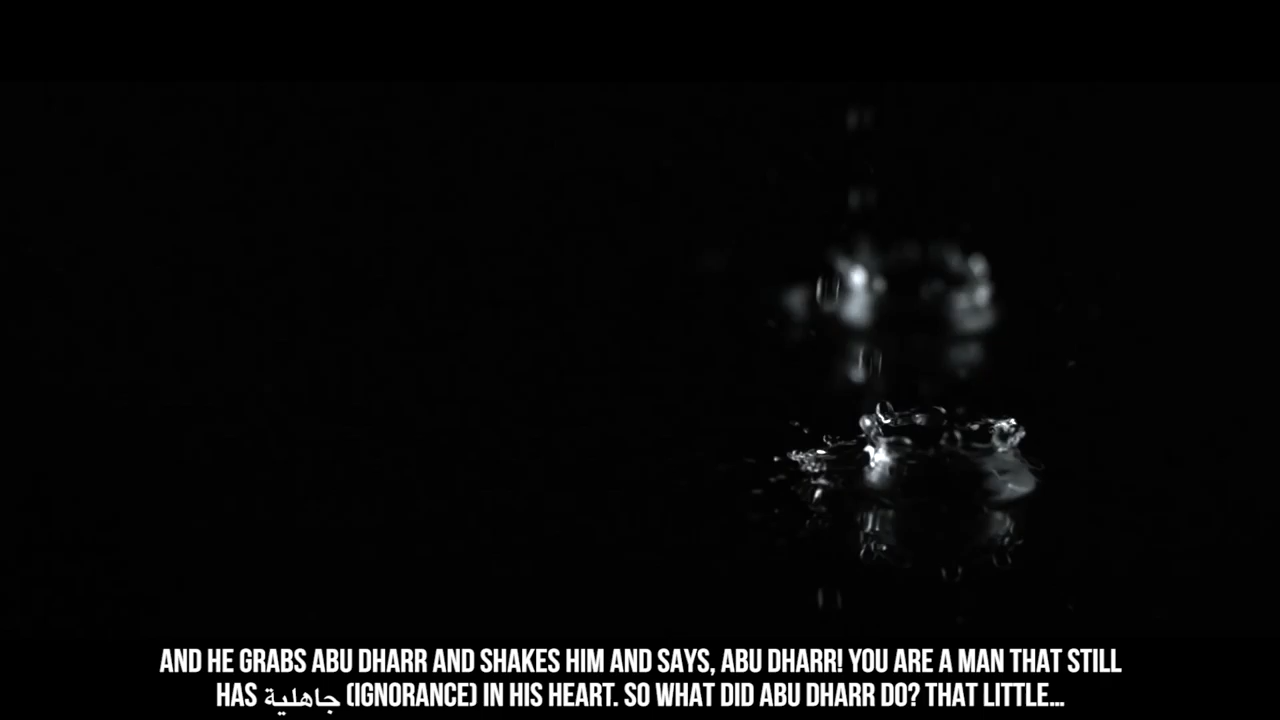 AND HE GRABS ABU DHARR AND SHAKES HIM AND SAYS, ABU DHARR! YOU ARE A MAN THAT STILL
HAS جاهلية (IGNORANCE) IN HIS HEART. SO WHAT DID ABU DHARR DO? THAT LITTLE...